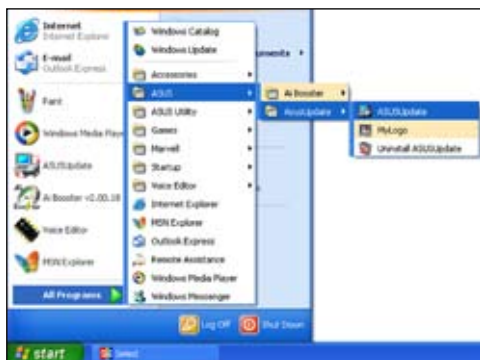 Internet
Internet Explorer
E-mail
Outlook Express
Paint
Windows Media Play
ASUSUpdate
Ai Booster v2.00.18
Voice Editor
MSN Explorer
All Programs
Windows Catalog
Windows Update
Accessories
ASUS
ASUS Utility
Games
Marvell
Startup
Voice Editor
Internet Explorer
MSN Explorer
Outlook Express
Remote Assistance
Windows Media Player
Windows Messenger
uments
Ai Booster
AsusUpdate
ASUSUpdate
MyLogo
Uninstall ASUSUpdate
Log Off
Shut Down
start